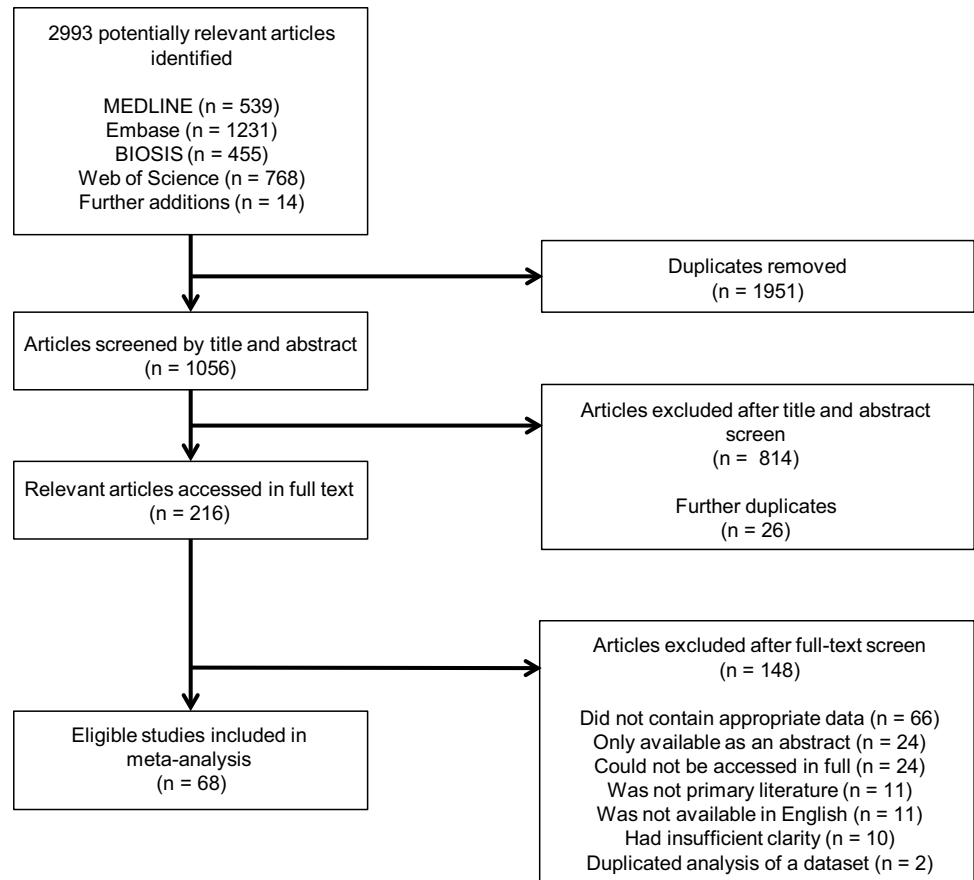 2993 potentially relevant articles
identified
MEDLINE (n = 539)
Embase (n = 1231)
BIOSIS (n = 455)
Web of Science (n = 768)
Further additions (n = 14)
Duplicates removed
(n = 1951)
Articles screened by title and abstract
(n = 1056)
Articles excluded after title and abstract
screen
(n = 814)
Further duplicates
(n = 26)
Relevant articles accessed in full text
(n = 216)
Articles excluded after full-text screen
(n = 148)
Did not contain appropriate data (n = 66)
Only available as an abstract (n = 24)
Could not be accessed in full (n = 24)
Was not primary literature (n = 11)
Was not available in English (n = 11)
Had insufficient clarity (n = 10)
Duplicated analysis of a dataset (n = 2)
Eligible studies included in
meta-analysis
(n = 68)